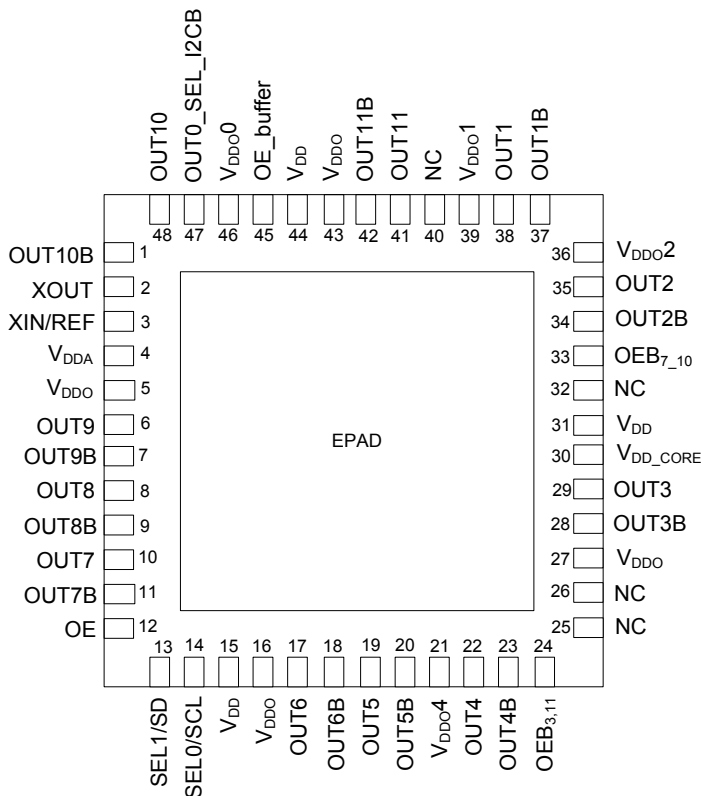 OUT10
OUT0_SEL_I2CB
VDDO0
OE_buffer
VDD
VDDO
OUT11B
OUT11
NC
VDDO1
OUT1
OUT1B
48
47
46
45
44
43
42
41
40
39
38
37
OUT10B 1
XOUT 2
XIN/REF 3
VDDA 4
VDDO 5
OUT9 6
OUT9B 7
OUT8 8
OUT8B 9
OUT7 10
OUT7B 11
OE 12
EPAD
36 VDDO2
35 OUT2
34 OUT2B
33 OEB7_10
32 NC
31 VDD
30 VDD_CORE
29 OUT3
28 OUT3B
27 VDDO
26 NC
25 NC
13
14
15
16
17
18
19
20
21
22
23
24
SEL1/SD
SEL0/SCL
VDD
VDDO
OUT6
OUT6B
OUT5
OUT5B
VDDO4
OUT4
OUT4B
OEB3,11